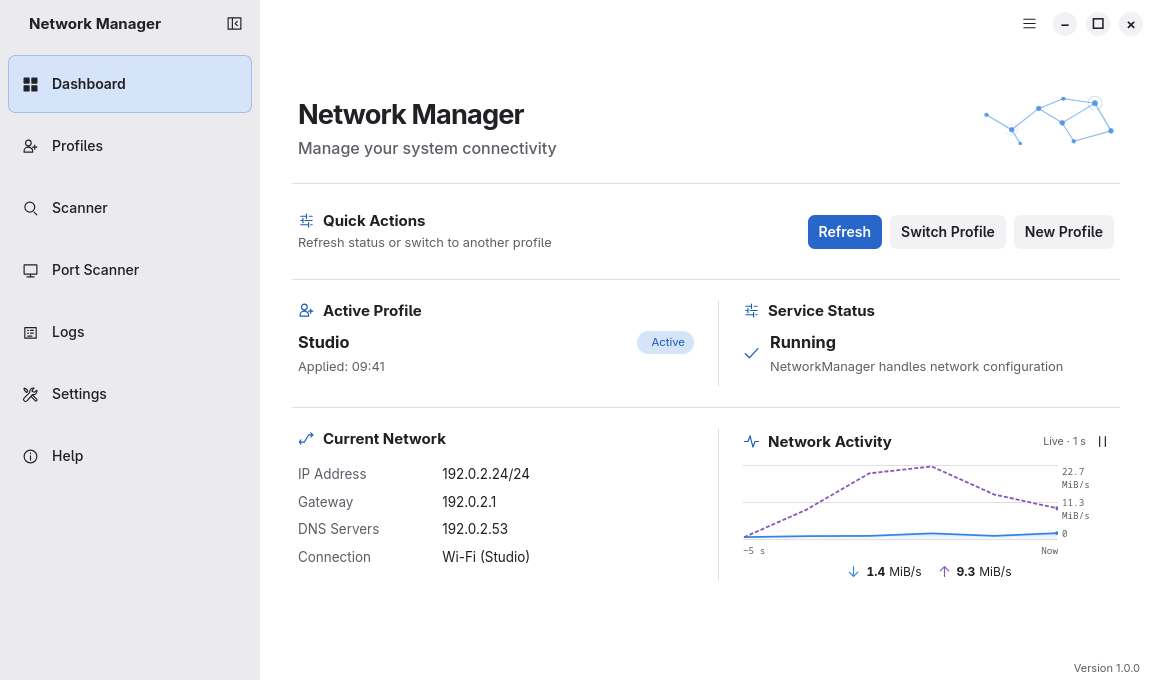 Network Manager
Dashboard
Profiles
Scanner
Port Scanner
Logs
Settings
Help
Network Manager
Manage your system connectivity
Quick Actions
Refresh status or switch to another profile
Refresh
Switch Profile
New Profile
Active Profile
Studio
Active
Applied: 09:41
Service Status
Running
NetworkManager handles network configuration
Current Network
IP Address 192.0.2.24/24
Gateway 192.0.2.1
DNS Servers 192.0.2.53
Connection Wi-Fi (Studio)
Network Activity
Live · 1 s
22.7
MiB/s
11.3
MiB/s
0
−5 s
Now
1.4 MiB/s
9.3 MiB/s
Version 1.0.0